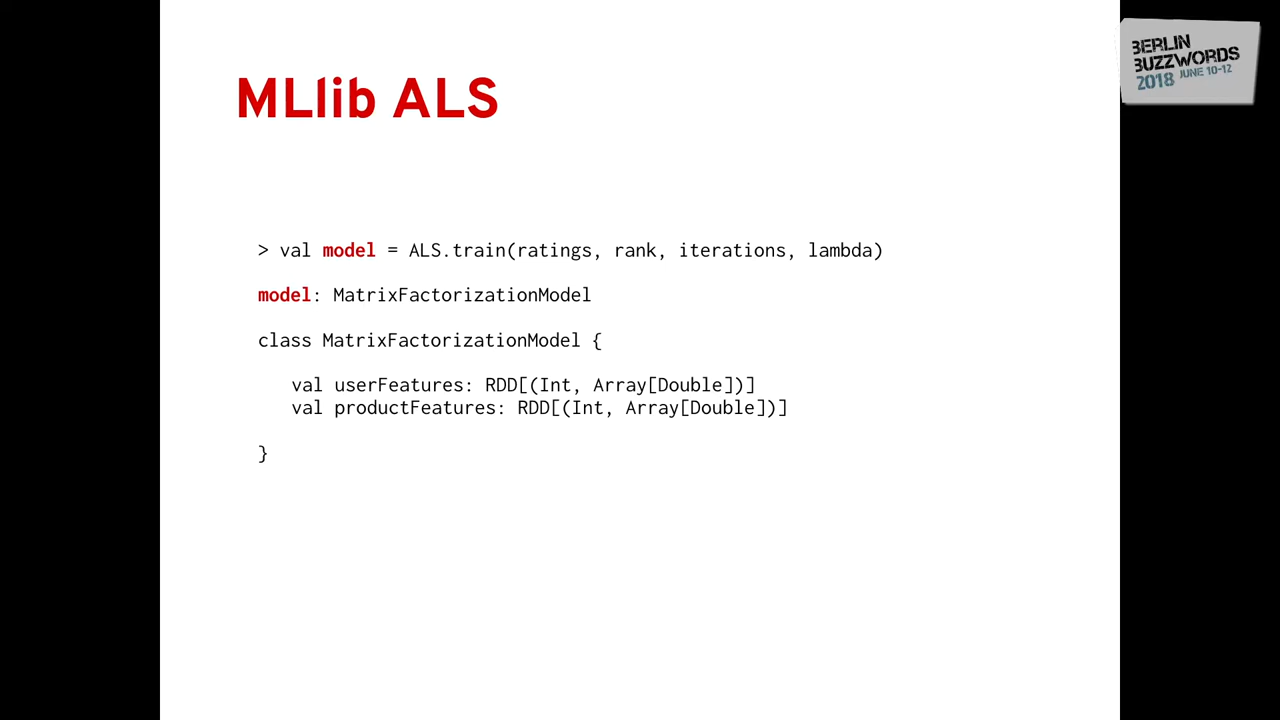 MLlib ALS
> val model = ALS.train(ratings, rank, iterations, lambda)
model: MatrixFactorizationModel
class MatrixFactorizationModel {
val userFeatures: RDD[(Int, Array[Double])]
val productFeatures: RDD[(Int, Array[Double])]
}
BERLIN
BUZZWORDS
2018 JUNE 10-12